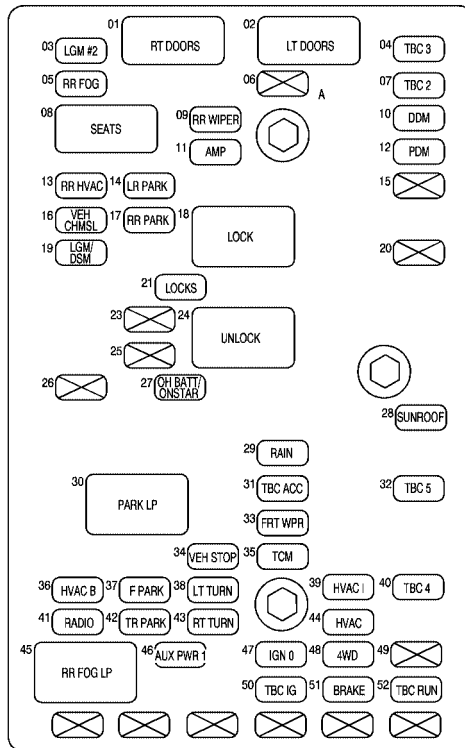 01 RT DOORS
02 LT DOORS
03 LGM #2
04 TBC 3
05 RR FOG
06
A
07 TBC 2
08 SEATS
09 RR WIPER
10 DDM
11 AMP
12 PDM
13 RR HVAC
14 LR PARK
15
16 VEH
CHMSL
17 RR PARK
18 LOCK
19 LGM/
DSM
20
21 LOCKS
23
24 UNLOCK
25
26
27 OH BATT/
ONSTAR
28 SUNROOF
29 RAIN
30 PARK LP
31 TBC ACC
32 TBC 5
33 FRT WPR
34 VEH STOP
35 TCM
36 HVAC B
37 F PARK
38 LT TURN
39 HVAC I
40 TBC 4
41 RADIO
42 TR PARK
43 RT TURN
44 HVAC
45 RR FOG LP
46 AUX PWR 1
47 IGN 0
48 4WD
49
50 TBC IG
51 BRAKE
52 TBC RUN